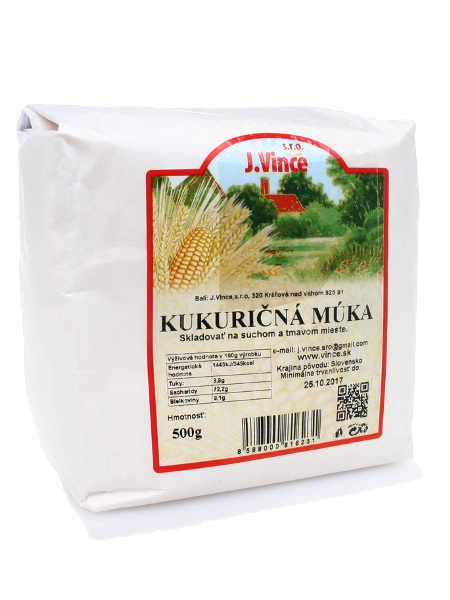 s.r.o.
J.Vince
Balí: J.Vince,s.r.o, 320 Kráľová nad Váhom 925 91
KUKURIČNÁ MÚKA
Skladovať na suchom a tmavom mieste.
Výživová hodnota v 100g výrobku
Energetická hodnota 1443kJ/345kcal
Tuky: 3,9g
Sacharidy 72,2g
Bielkoviny 9,1g
e-mail: j.vince.sro@gmail.com
www.vince.sk
Krajina pôvodu: Slovensko
Minimálna trvanlivosť do:
25.10.2017
Hmotnosť:
500g
8 589000 916231